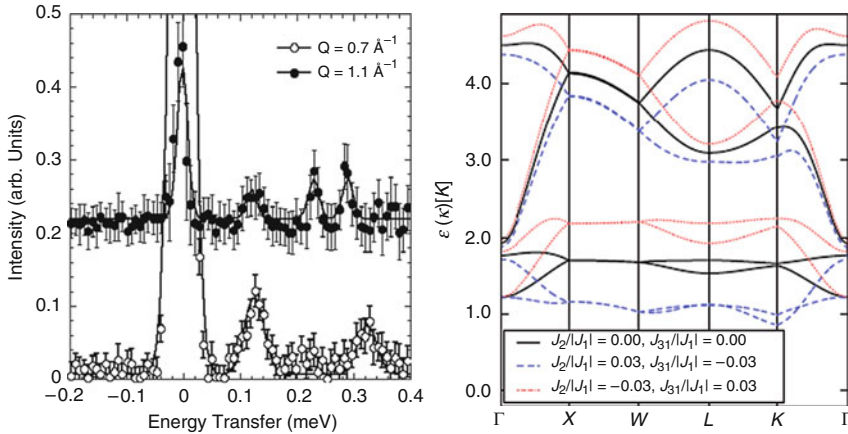 0.5
0.4
0.3
0.2
0.1
0
Intensity (arb. Units)
Q = 0.7 Å⁻¹
Q = 1.1 Å⁻¹
−0.2 −0.1 0 0.1 0.2 0.3 0.4
Energy Transfer (meV)
4.0
3.0
2.0
1.0
0.0
ε(κ)[K]
J₂/|J₁| = 0.00, J₃₁/|J₁| = 0.00
J₂/|J₁| = 0.03, J₃₁/|J₁| = −0.03
J₂/|J₁| = −0.03, J₃₁/|J₁| = 0.03
Γ X W L K Γ